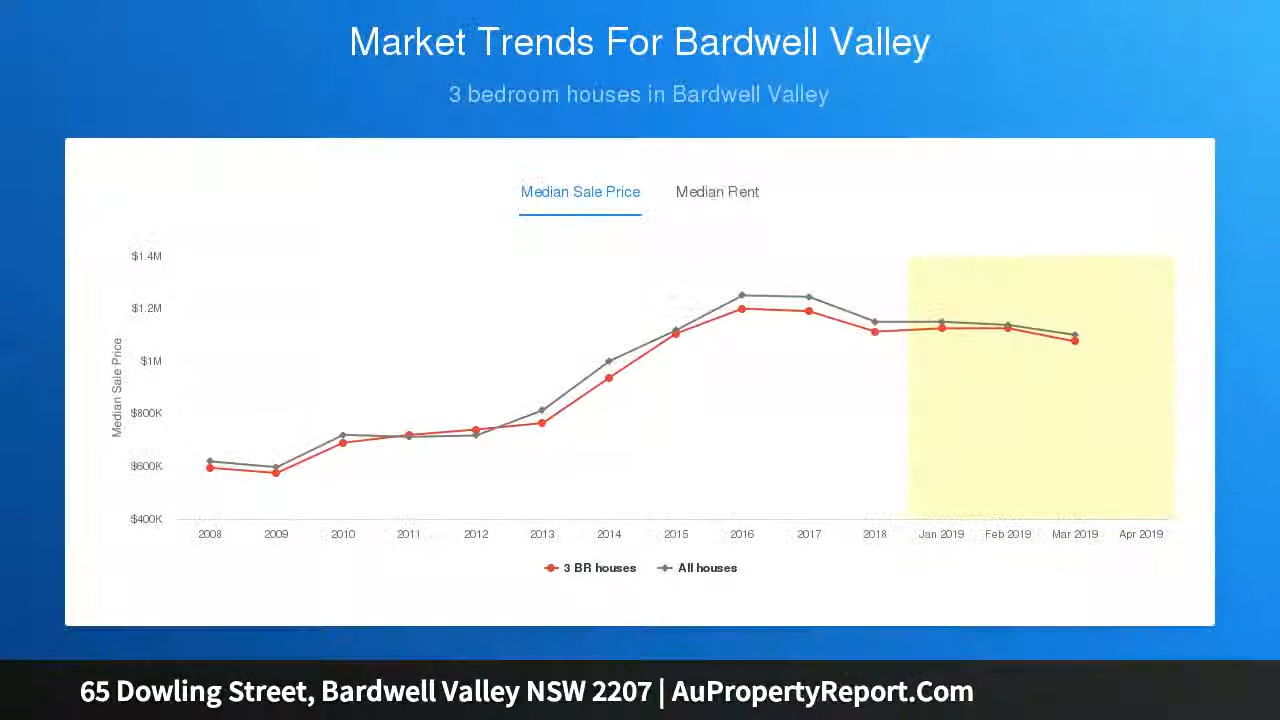 Market Trends For Bardwell Valley
3 bedroom houses in Bardwell Valley
Median Sale Price Median Rent
$1.4M
$1.2M
$1M
$800K
$600K
$400K
Median Sale Price
2008 2009 2010 2011 2012 2013 2014 2015 2016 2017 2018 Jan 2019 Feb 2019 Mar 2019 Apr 2019
3 BR houses All houses
65 Dowling Street, Bardwell Valley NSW 2207 | AuPropertyReport.Com